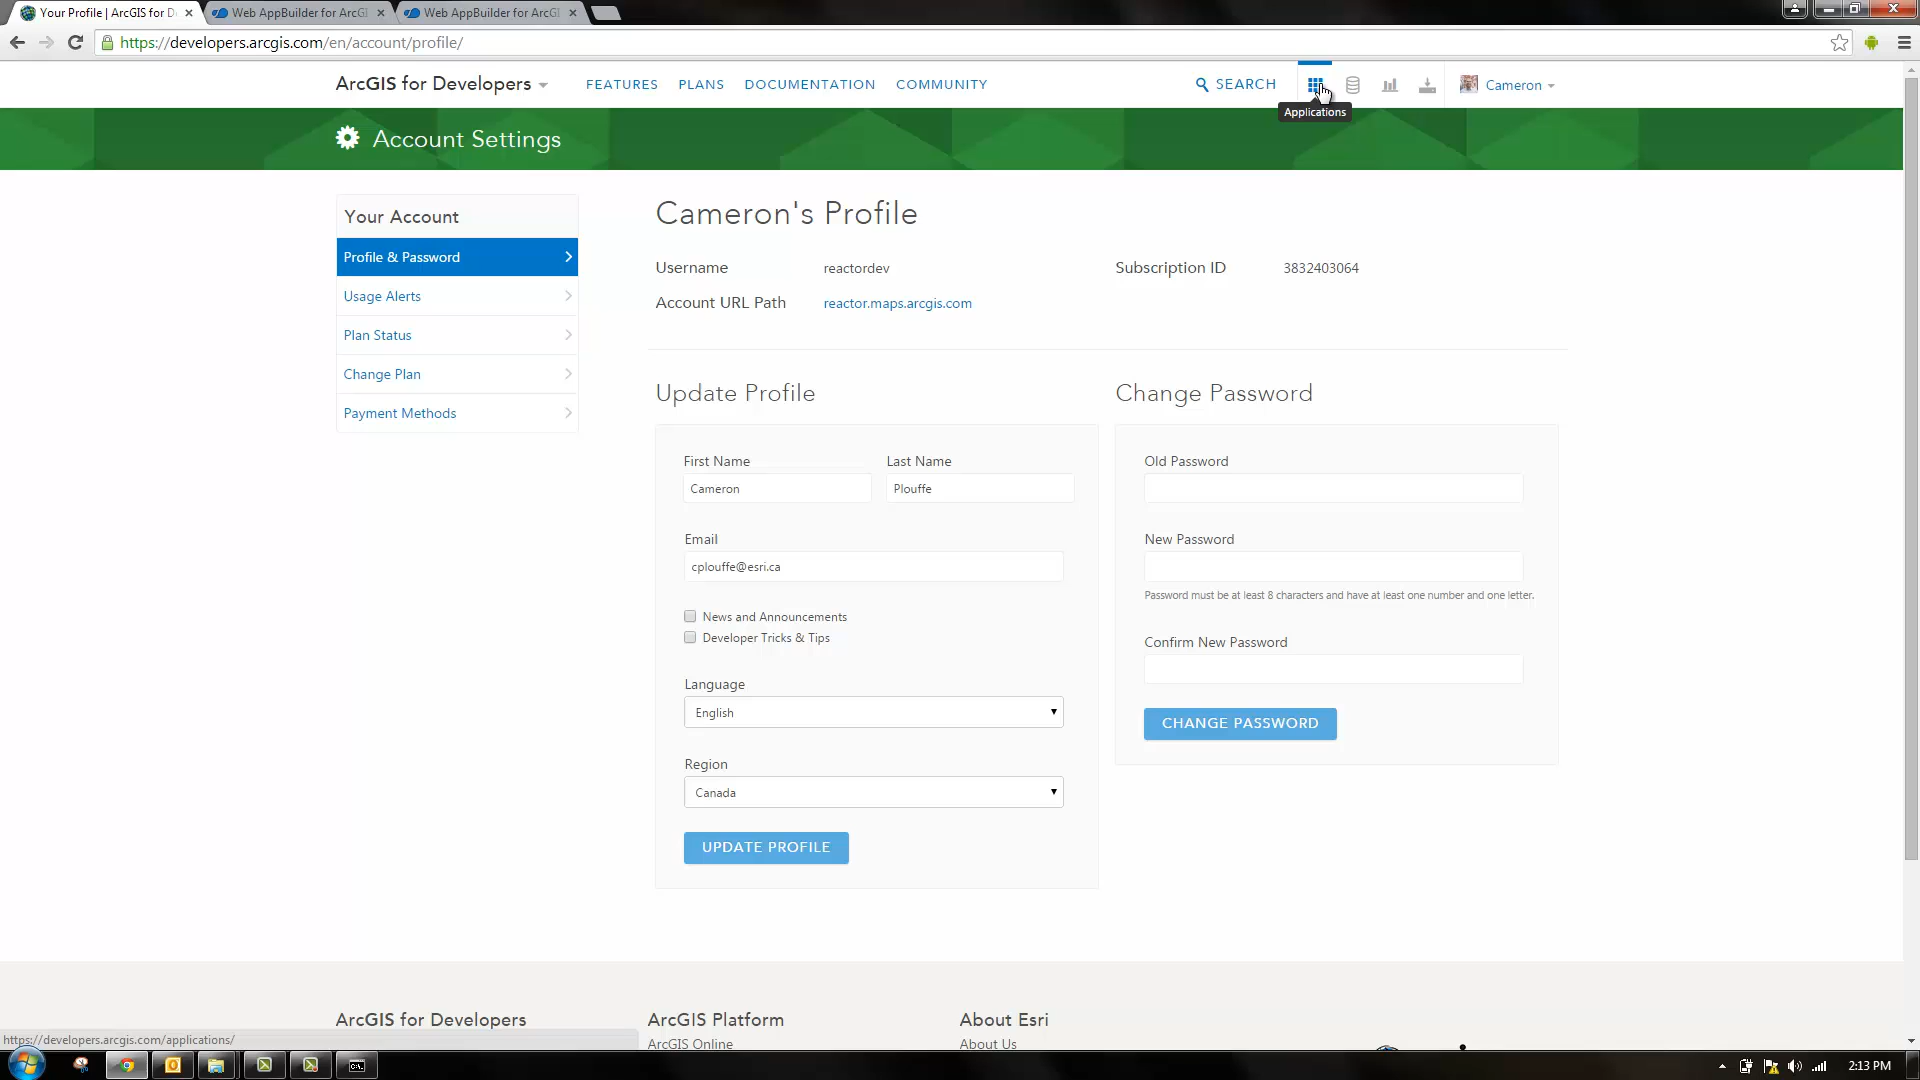 Your Profile | ArcGIS for D
Web AppBuilder for ArcGI
Web AppBuilder for ArcGI
https://developers.arcgis.com/en/account/profile/
ArcGIS for Developers
FEATURES
PLANS
DOCUMENTATION
COMMUNITY
SEARCH
Cameron
Applications
Account Settings
Your Account
Profile & Password
Usage Alerts
Plan Status
Change Plan
Payment Methods
Cameron's Profile
Username
reactordev
Subscription ID
3832403064
Account URL Path
reactor.maps.arcgis.com
Update Profile
First Name
Last Name
Cameron
Plouffe
Email
cplouffe@esri.ca
News and Announcements
Developer Tricks & Tips
Language
English
Region
Canada
UPDATE PROFILE
Change Password
Old Password
New Password
Password must be at least 8 characters and have at least one number and one letter.
Confirm New Password
CHANGE PASSWORD
ArcGIS for Developers
ArcGIS Platform
About Esri
ArcGIS Online
About Us
https://developers.arcgis.com/applications/
2:13 PM